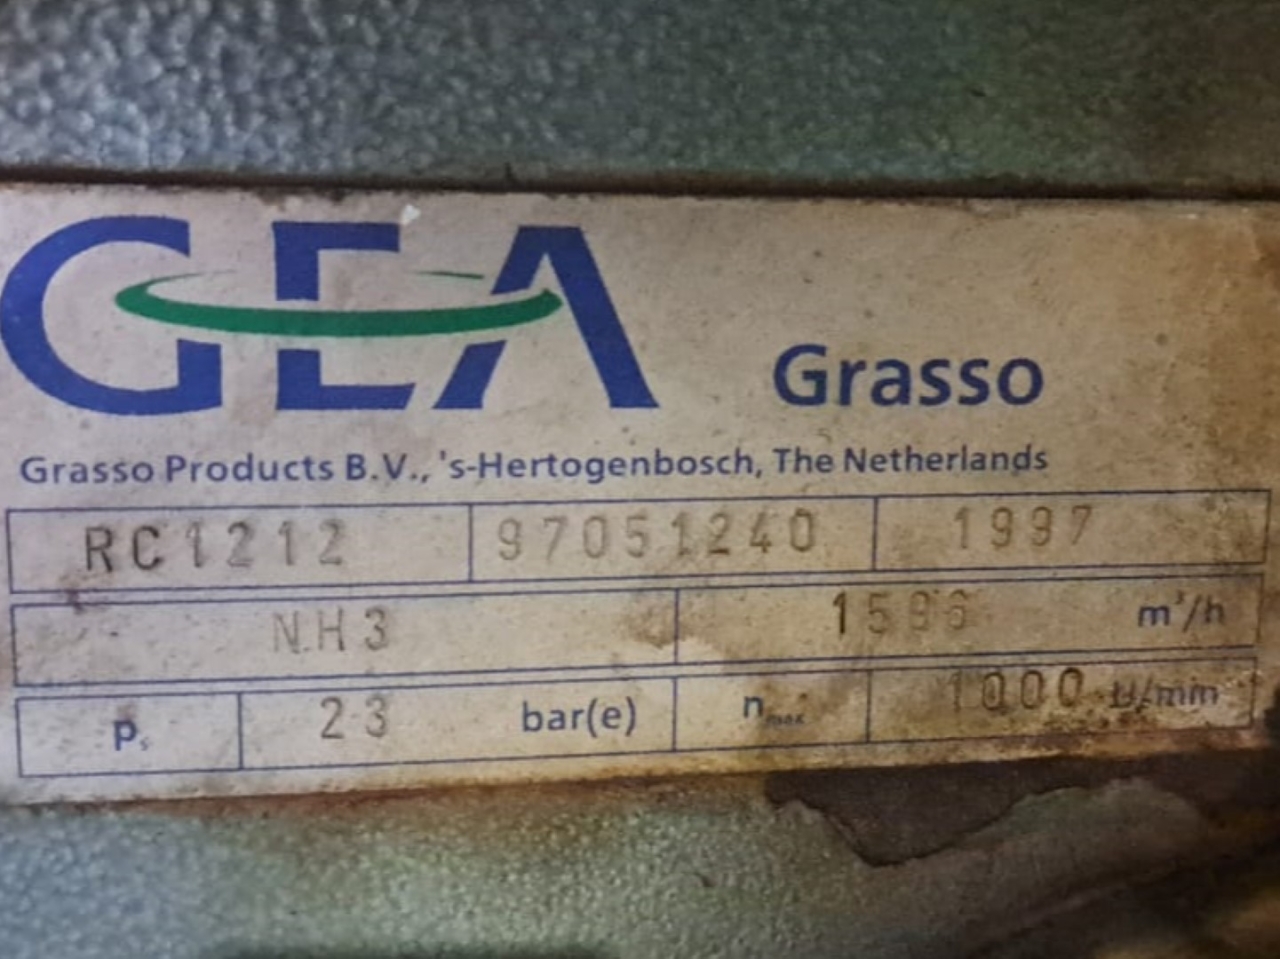 GEA Grasso
Grasso Products B.V., 's-Hertogenbosch, The Netherlands
RC1212 97051240 1997
NH3 1596 m³/h
Ps 23 bar(e) nmax 1000 U/min